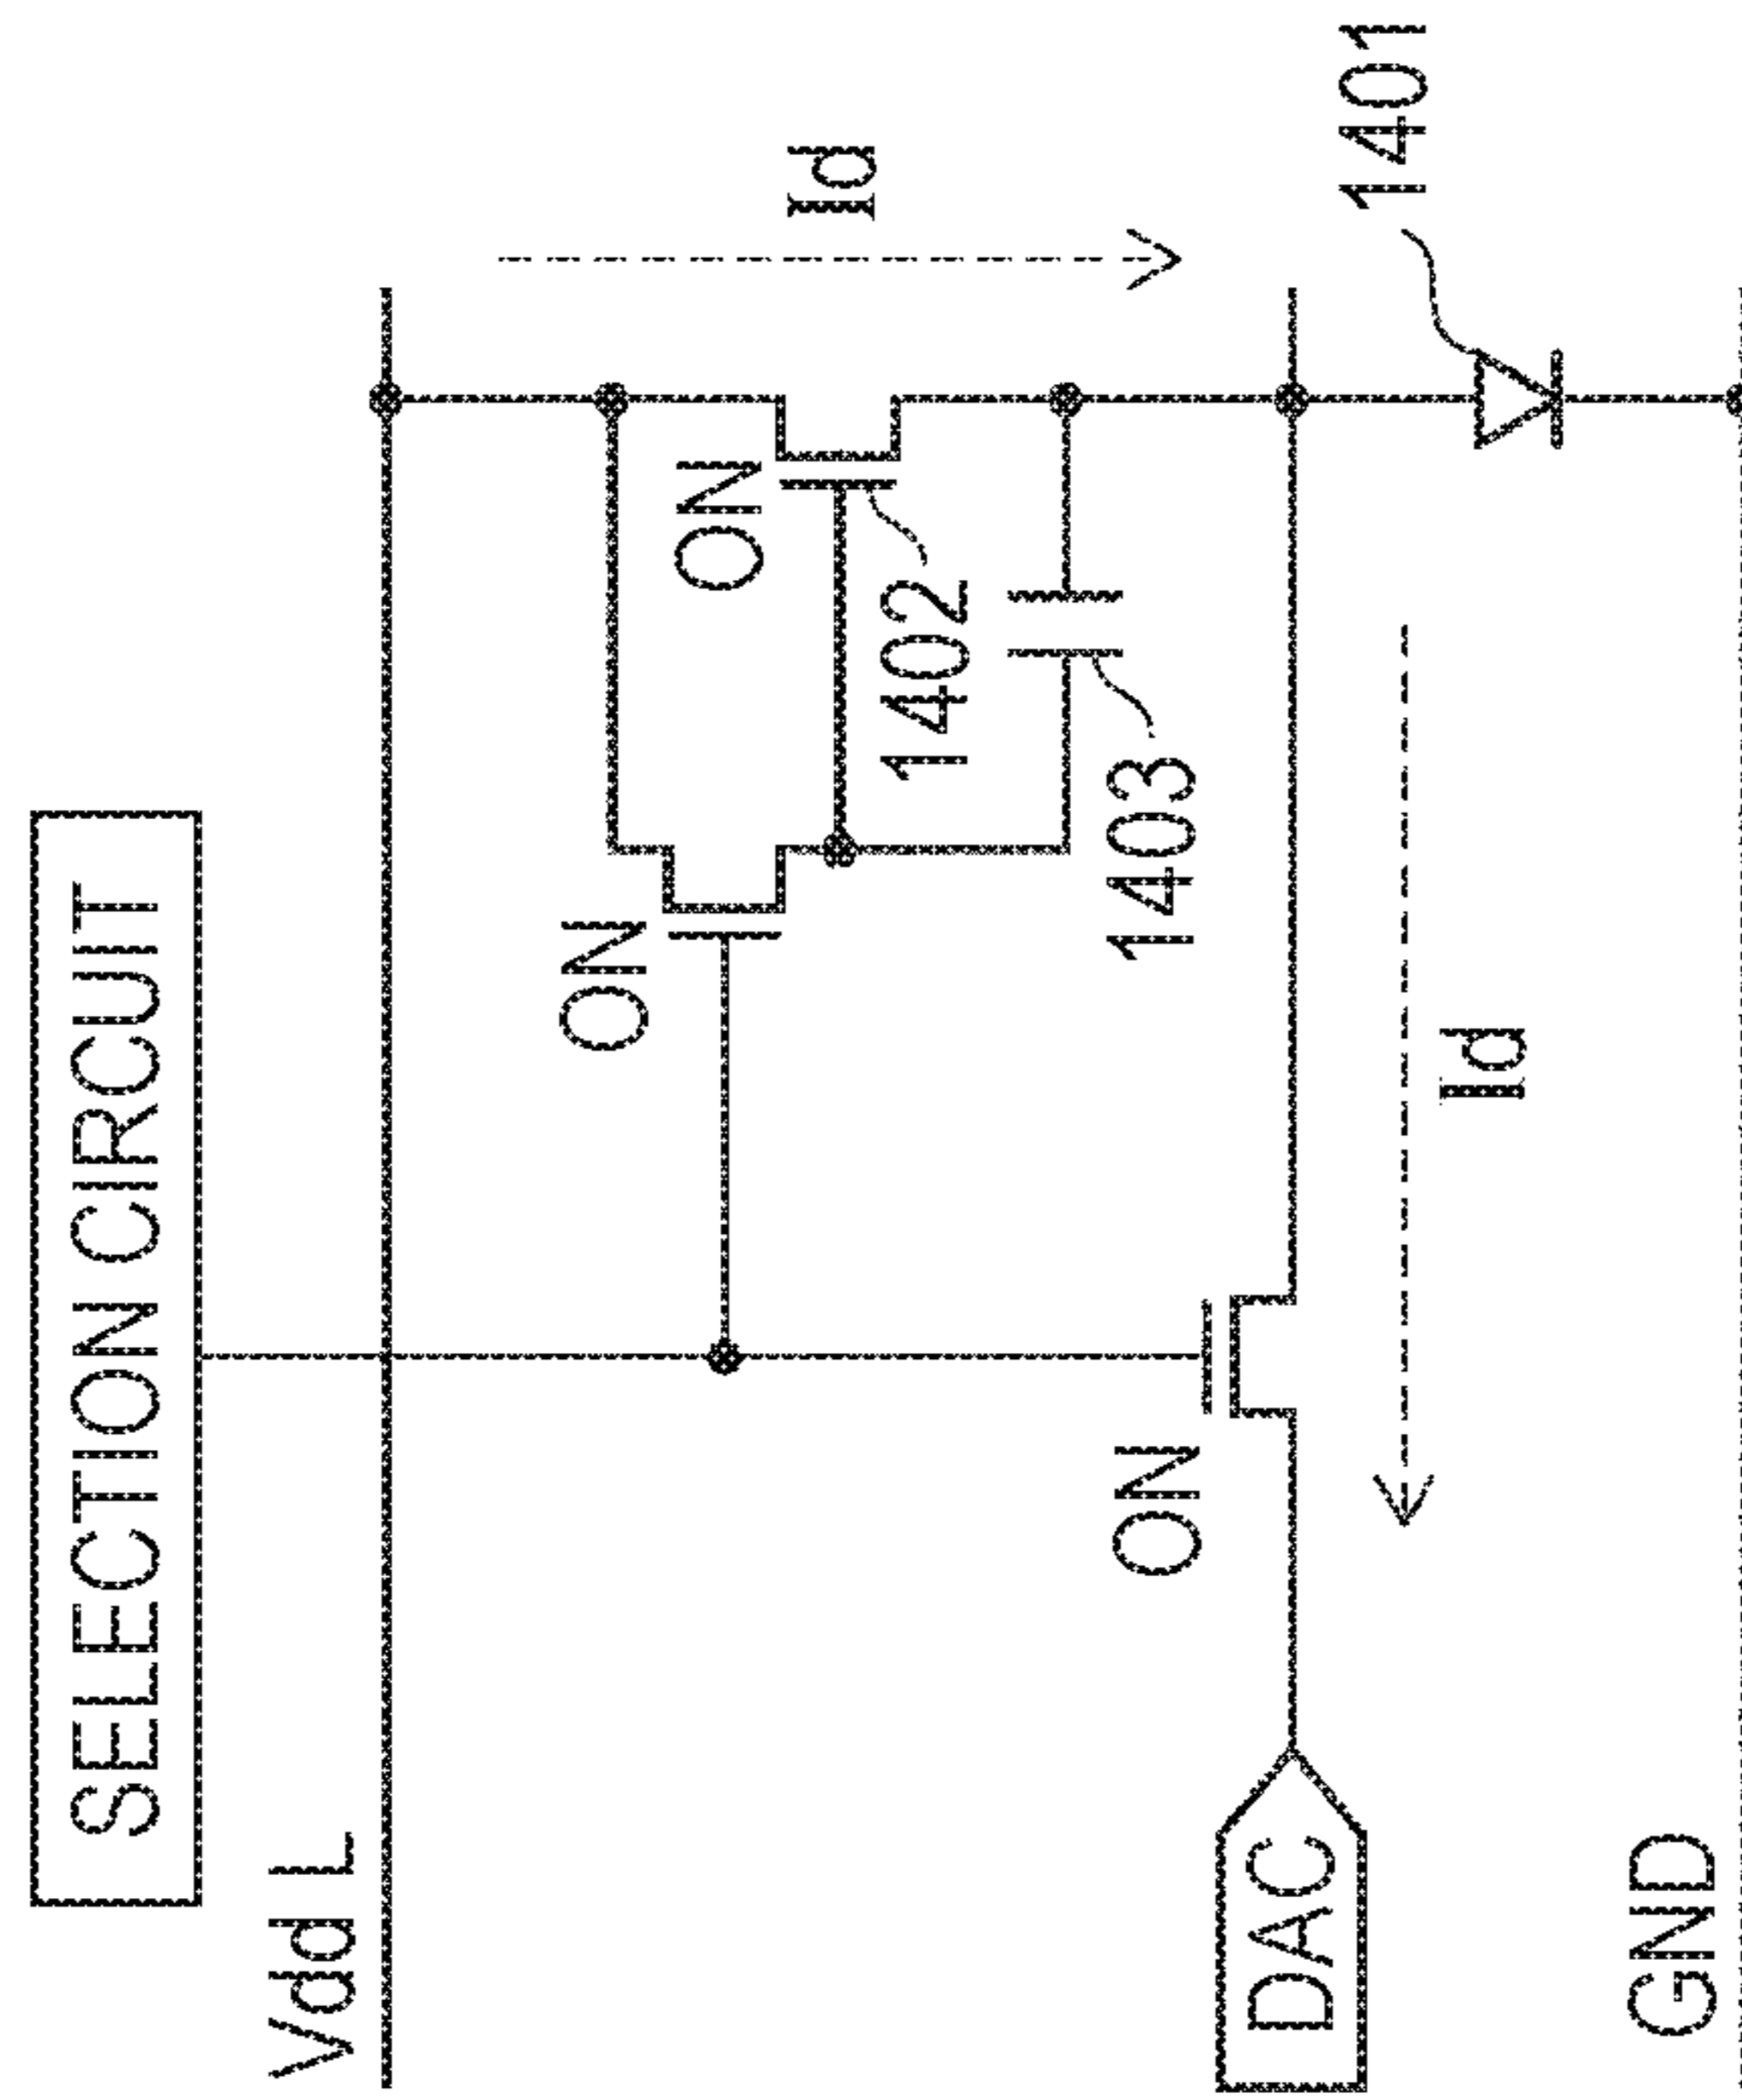 SELECTION CIRCUIT
Vdd L
ON
ON
Id
1402
1403
ON
DAC
Id
1401
GND